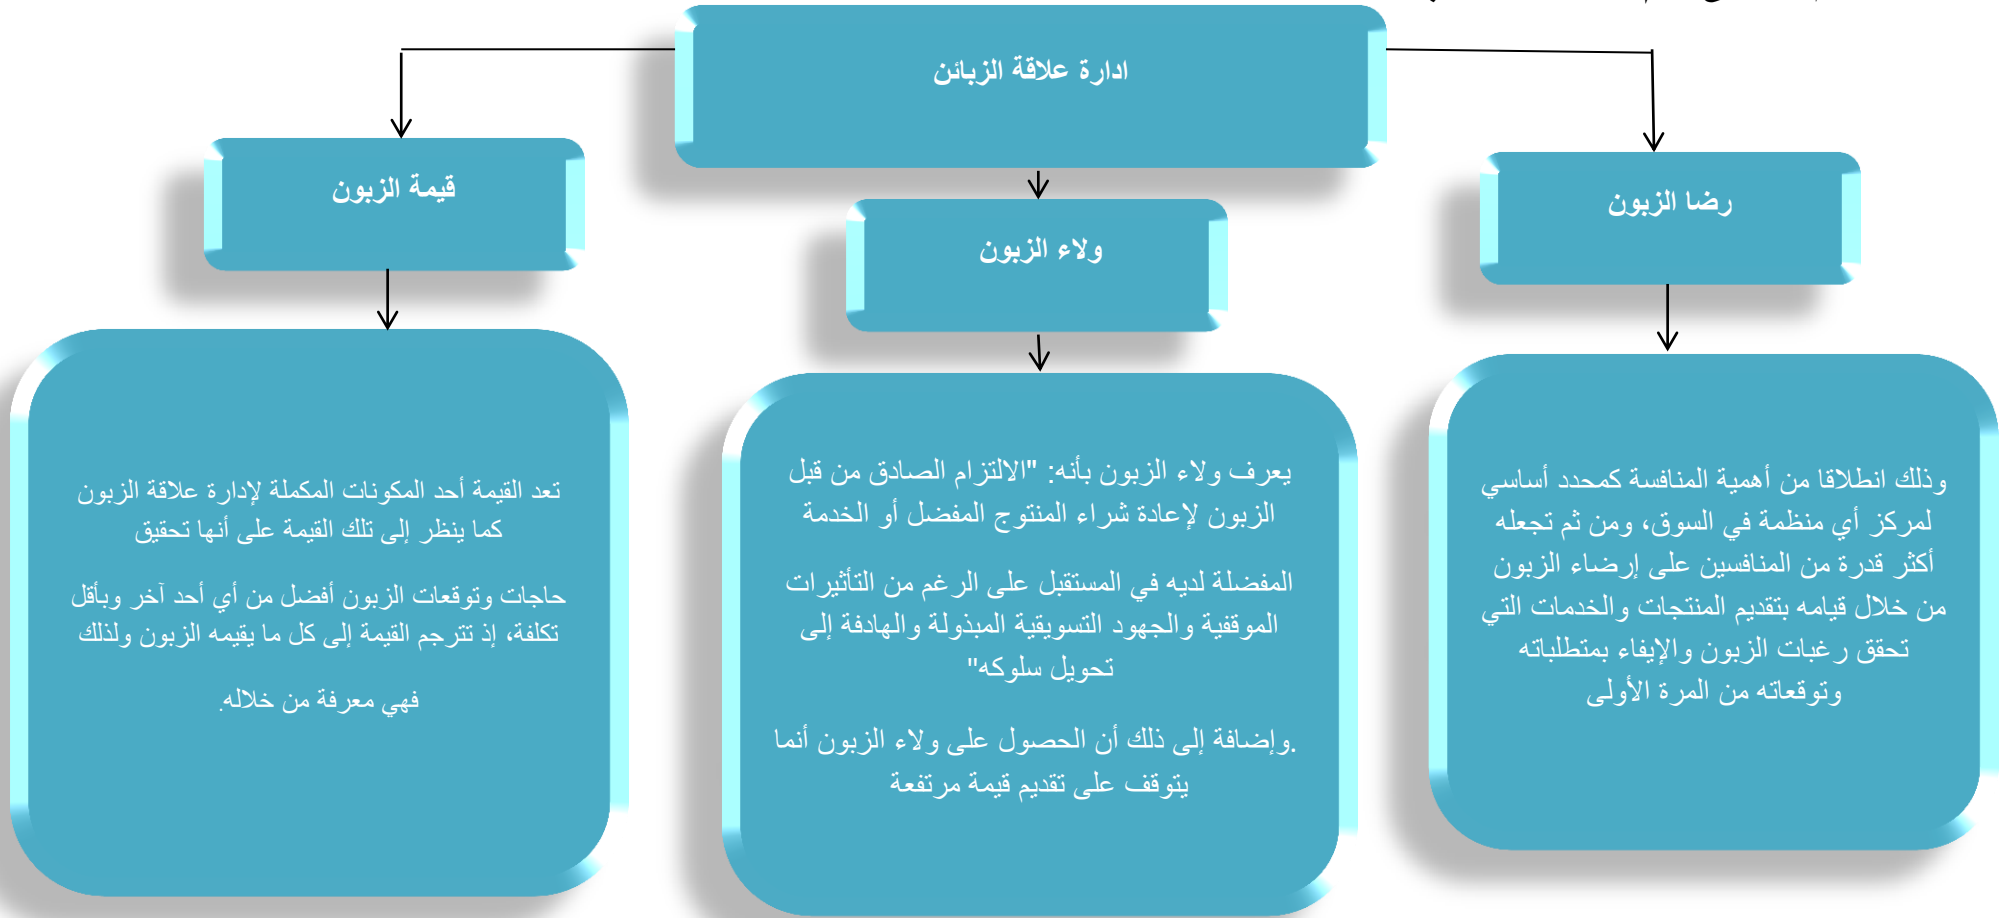 ادارة علاقة الزبائن
رضا الزبون
ولاء الزبون
قيمة الزبون
وذلك انطلاقا من أهمية المنافسة كمحدد أساسي
لمركز أي منظمة في السوق، ومن ثم تجعله
أكثر قدرة من المنافسين على إرضاء الزبون
من خلال قيامه بتقديم المنتجات والخدمات التي
تحقق رغبات الزبون والإيفاء بمتطلباته
وتوقعاته من المرة الأولى
يعرف ولاء الزبون بأنه: "الالتزام الصادق من قبل
الزبون لإعادة شراء المنتوج المفضل أو الخدمة
المفضلة لديه في المستقبل على الرغم من التأثيرات
الموقفية والجهود التسويقية المبذولة والهادفة إلى
تحويل سلوكه"
.وإضافة إلى ذلك أن الحصول على ولاء الزبون أنما
يتوقف على تقديم قيمة مرتفعة
تعد القيمة أحد المكونات المكملة لإدارة علاقة الزبون
كما ينظر إلى تلك القيمة على أنها تحقيق
حاجات وتوقعات الزبون أفضل من أي أحد آخر وبأقل
تكلفة، إذ تترجم القيمة إلى كل ما يقيمه الزبون ولذلك
فهي معرفة من خلاله.